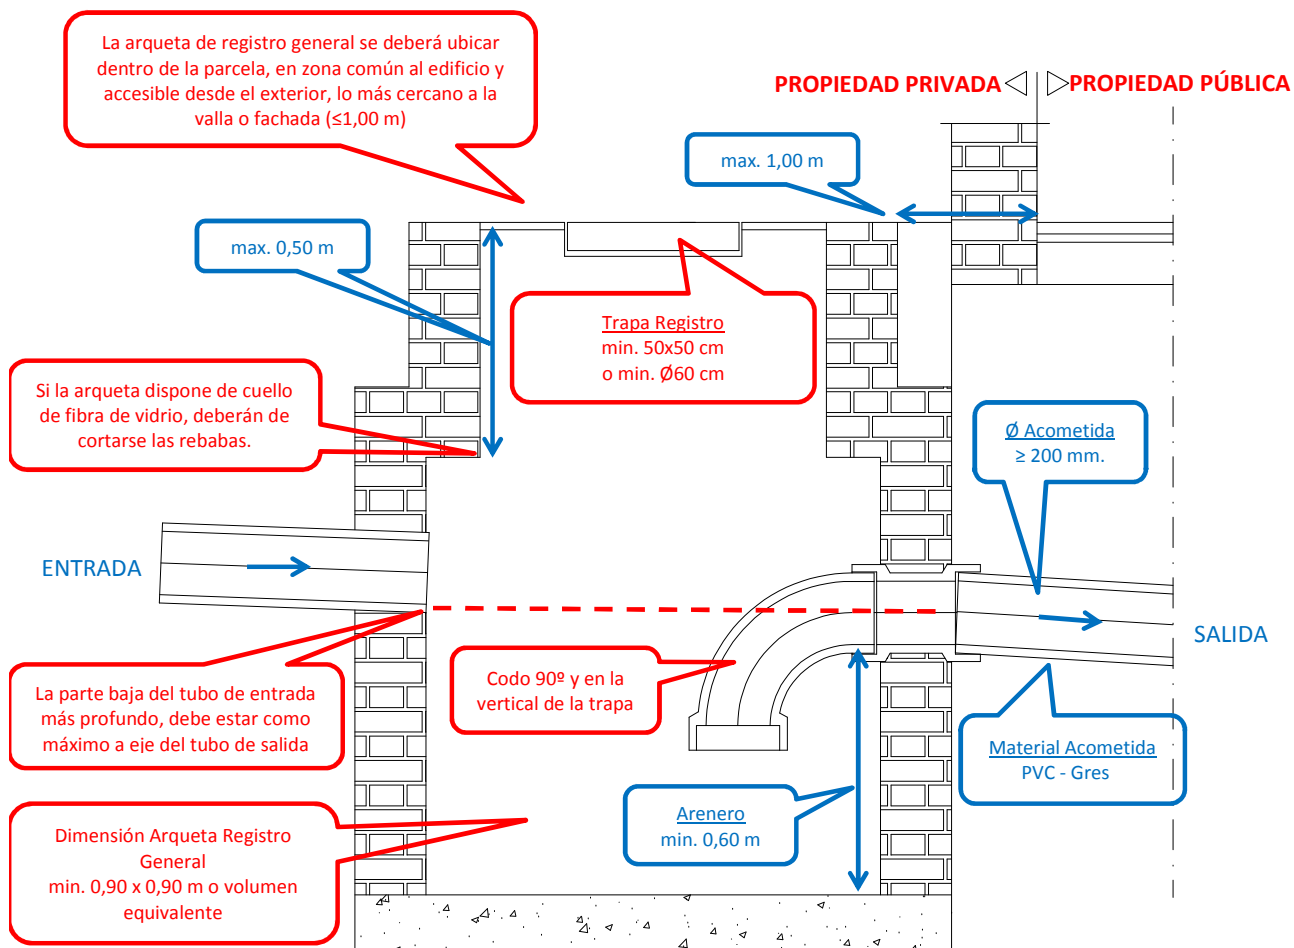 La arqueta de registro general se deberá ubicar
dentro de la parcela, en zona común al edificio y
accesible desde el exterior, lo más cercano a la
valla o fachada (≤1,00 m)
PROPIEDAD PRIVADA
PROPIEDAD PÚBLICA
max. 1,00 m
max. 0,50 m
Trapa Registro
min. 50x50 cm
o min. Ø60 cm
Si la arqueta dispone de cuello
de fibra de vidrio, deberán de
cortarse las rebabas.
Ø Acometida
≥ 200 mm.
ENTRADA
SALIDA
Codo 90º y en la
vertical de la trapa
La parte baja del tubo de entrada
más profundo, debe estar como
máximo a eje del tubo de salida
Material Acometida
PVC - Gres
Arenero
min. 0,60 m
Dimensión Arqueta Registro
General
min. 0,90 x 0,90 m o volumen
equivalente